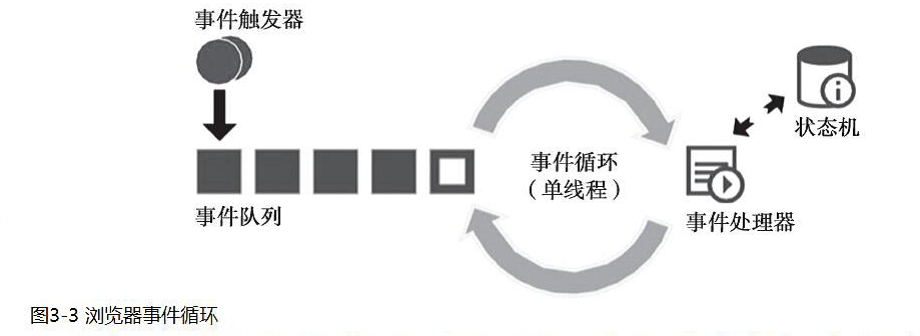 事件触发器
状态机
事件循环
（单线程）
事件队列
事件处理器
图3-3 浏览器事件循环